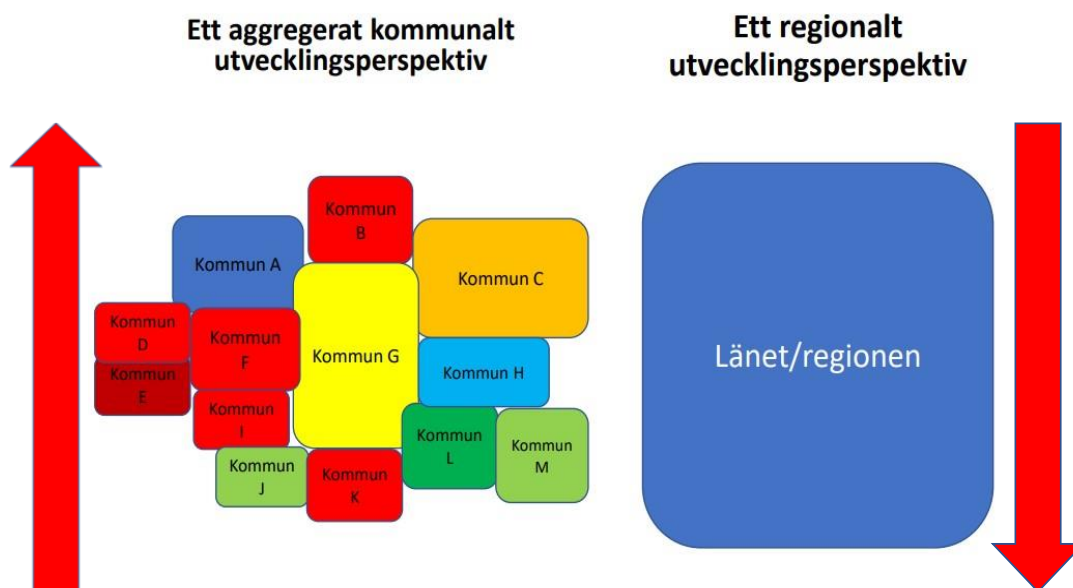 Ett aggregerat kommunalt
utvecklingsperspektiv
Ett regionalt
utvecklingsperspektiv
Kommun
B
Kommun A
Kommun C
Kommun
D
Kommun
F
Kommun G
Kommun H
Kommun
E
Kommun
I
Kommun
L
Kommun
M
Kommun
J
Kommun
K
Länet/regionen